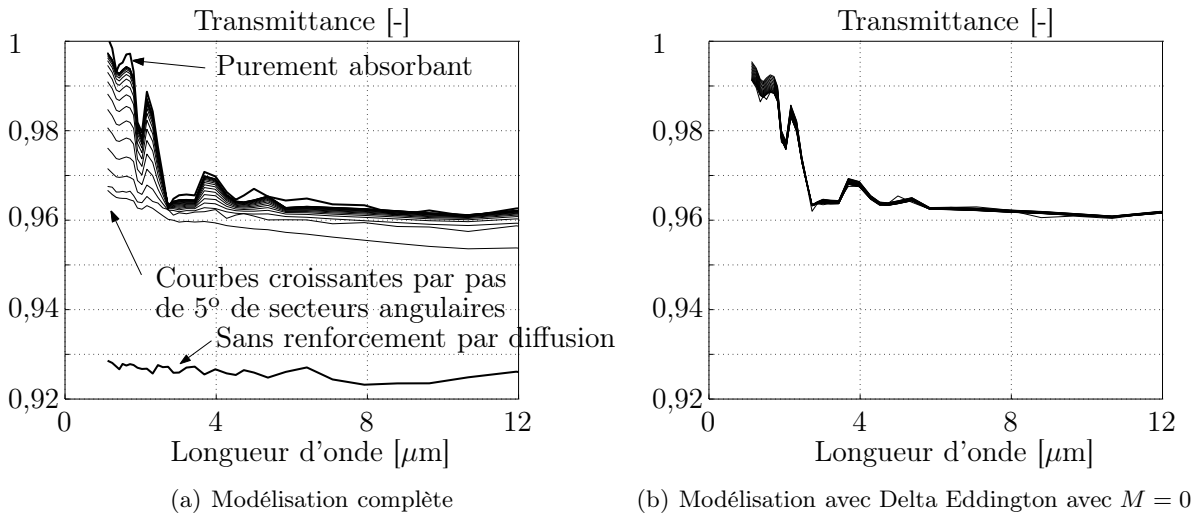 Transmittance [-]
1
0,98
0,96
0,94
0,92
Purement absorbant
Courbes croissantes par pas
de 5º de secteurs angulaires
Sans renforcement par diffusion
0
4
8
12
Longueur d'onde [μm]
(a) Modélisation complète
Transmittance [-]
1
0,98
0,96
0,94
0,92
0
4
8
12
Longueur d'onde [μm]
(b) Modélisation avec Delta Eddington avec M = 0